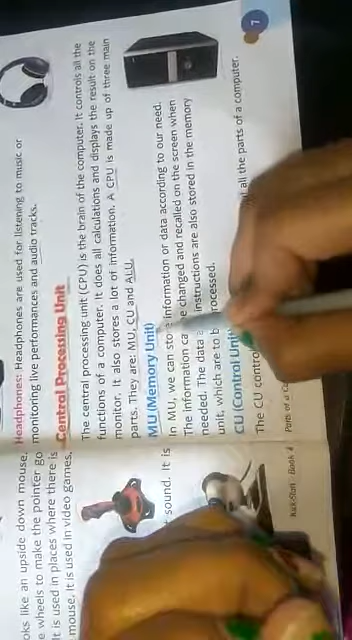 oks like an upside down mouse.
e wheels to make the pointer go
It is used in places where there is
mouse. It is used in video games.
sound. It is
Kick-Start - Book 4
Headphones: Headphones are used for listening to music or
monitoring live performances and audio tracks.
Central Processing Unit
The central processing unit (CPU) is the brain of the computer. It controls all the
functions of a computer. It does all calculations and displays the result on the
monitor. It also stores a lot of information. A CPU is made up of three main
parts. They are: MU, CU and ALU.
MU (Memory Unit)
In MU, we can sto e information or data according to our need.
The information ca e changed and recalled on the screen when
needed. The data a instructions are also stored in the memory
unit, which are to b rocessed.
CU (Control Unit
The CU contro all the parts of a computer.
Parts of a Co
7